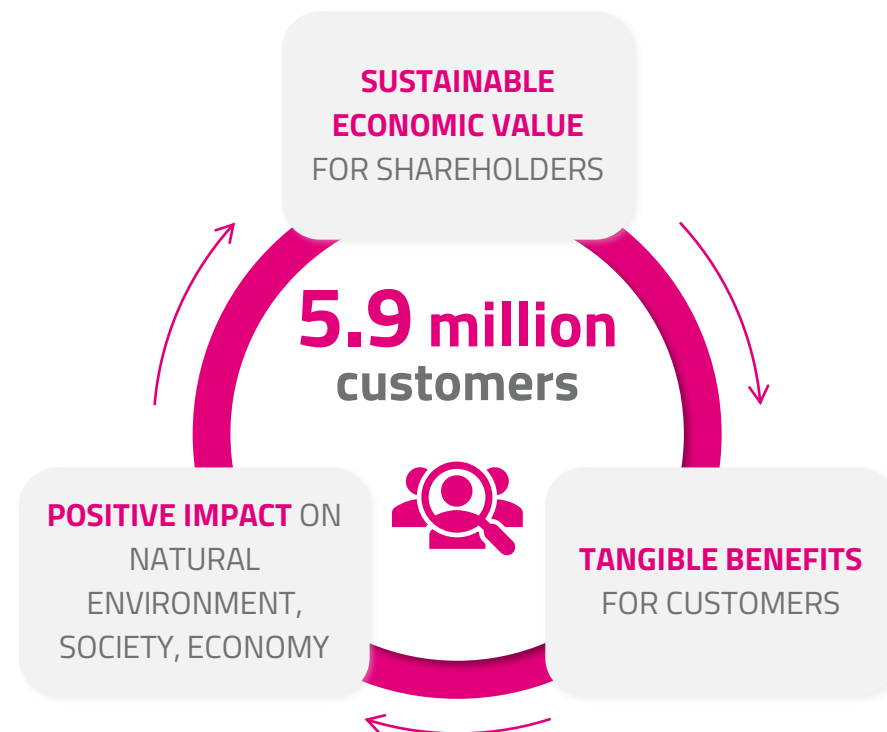 SUSTAINABLE
ECONOMIC VALUE
FOR SHAREHOLDERS
5.9 million
customers
POSITIVE IMPACT ON
NATURAL
ENVIRONMENT,
SOCIETY, ECONOMY
TANGIBLE BENEFITS
FOR CUSTOMERS